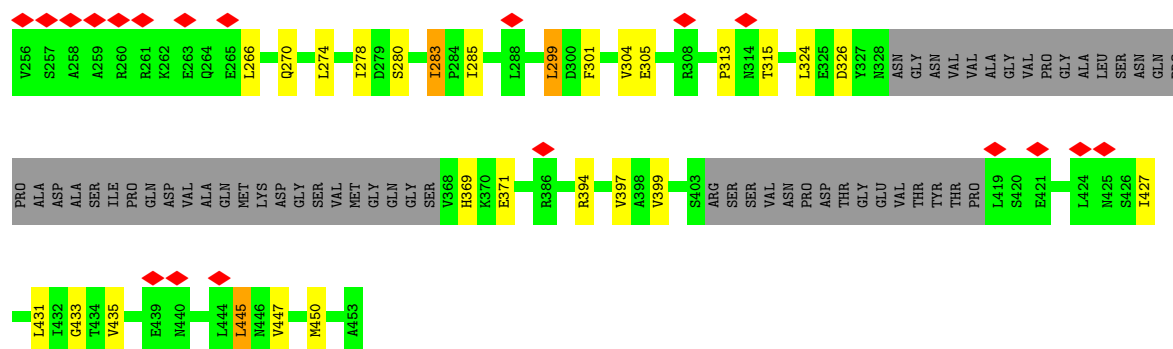 V256 S257 A258 A259 R260 R261 K262 E263 Q264 E265 L266 Q270 L274 I278 D279 S280 I283 P284 I285 L288 L299 D300 F301 V304 E305 R308 P313 N314 T315 L324 E325 D326 Y327 N328 ASN GLY ASN VAL VAL ALA GLY VAL PRO GLY ALA LEU SER ASN GLN
PRO ALA ASP ALA SER ILE PRO GLN ASP VAL ALA GLN MET LYS ASP GLY SER VAL MET GLY GLN GLY SER V368 H369 K370 E371 R386 R394 V397 A398 V399 S403 ARG SER SER VAL ASN PRO ASP THR GLY GLU VAL THR TYR THR PRO L419 S420 E421 L424 N425 S426 I427
L431 I432 G433 T434 V435 E439 N440 L444 L445 N446 V447 M450 A453